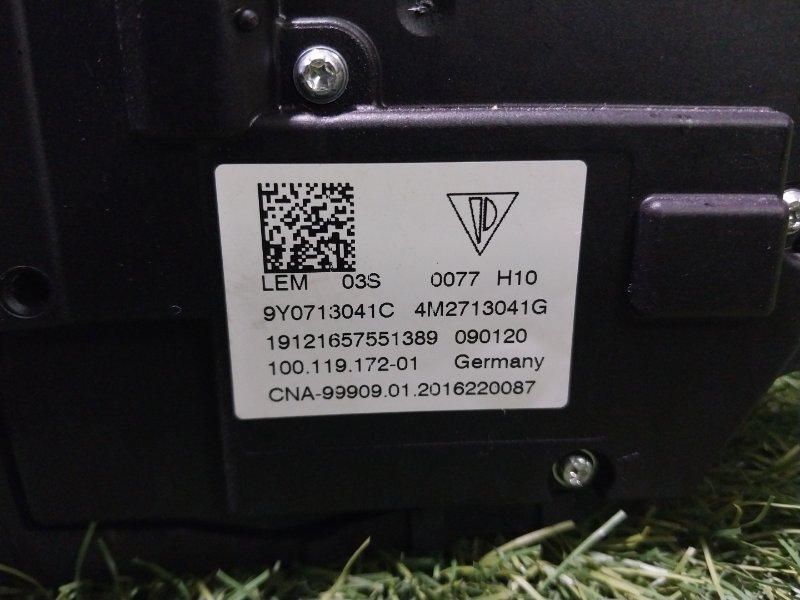 LEM 03S 0077 H10
9Y0713041C 4M2713041G
19121657551389 090120
100.119.172-01 Germany
CNA-99909.01.2016220087